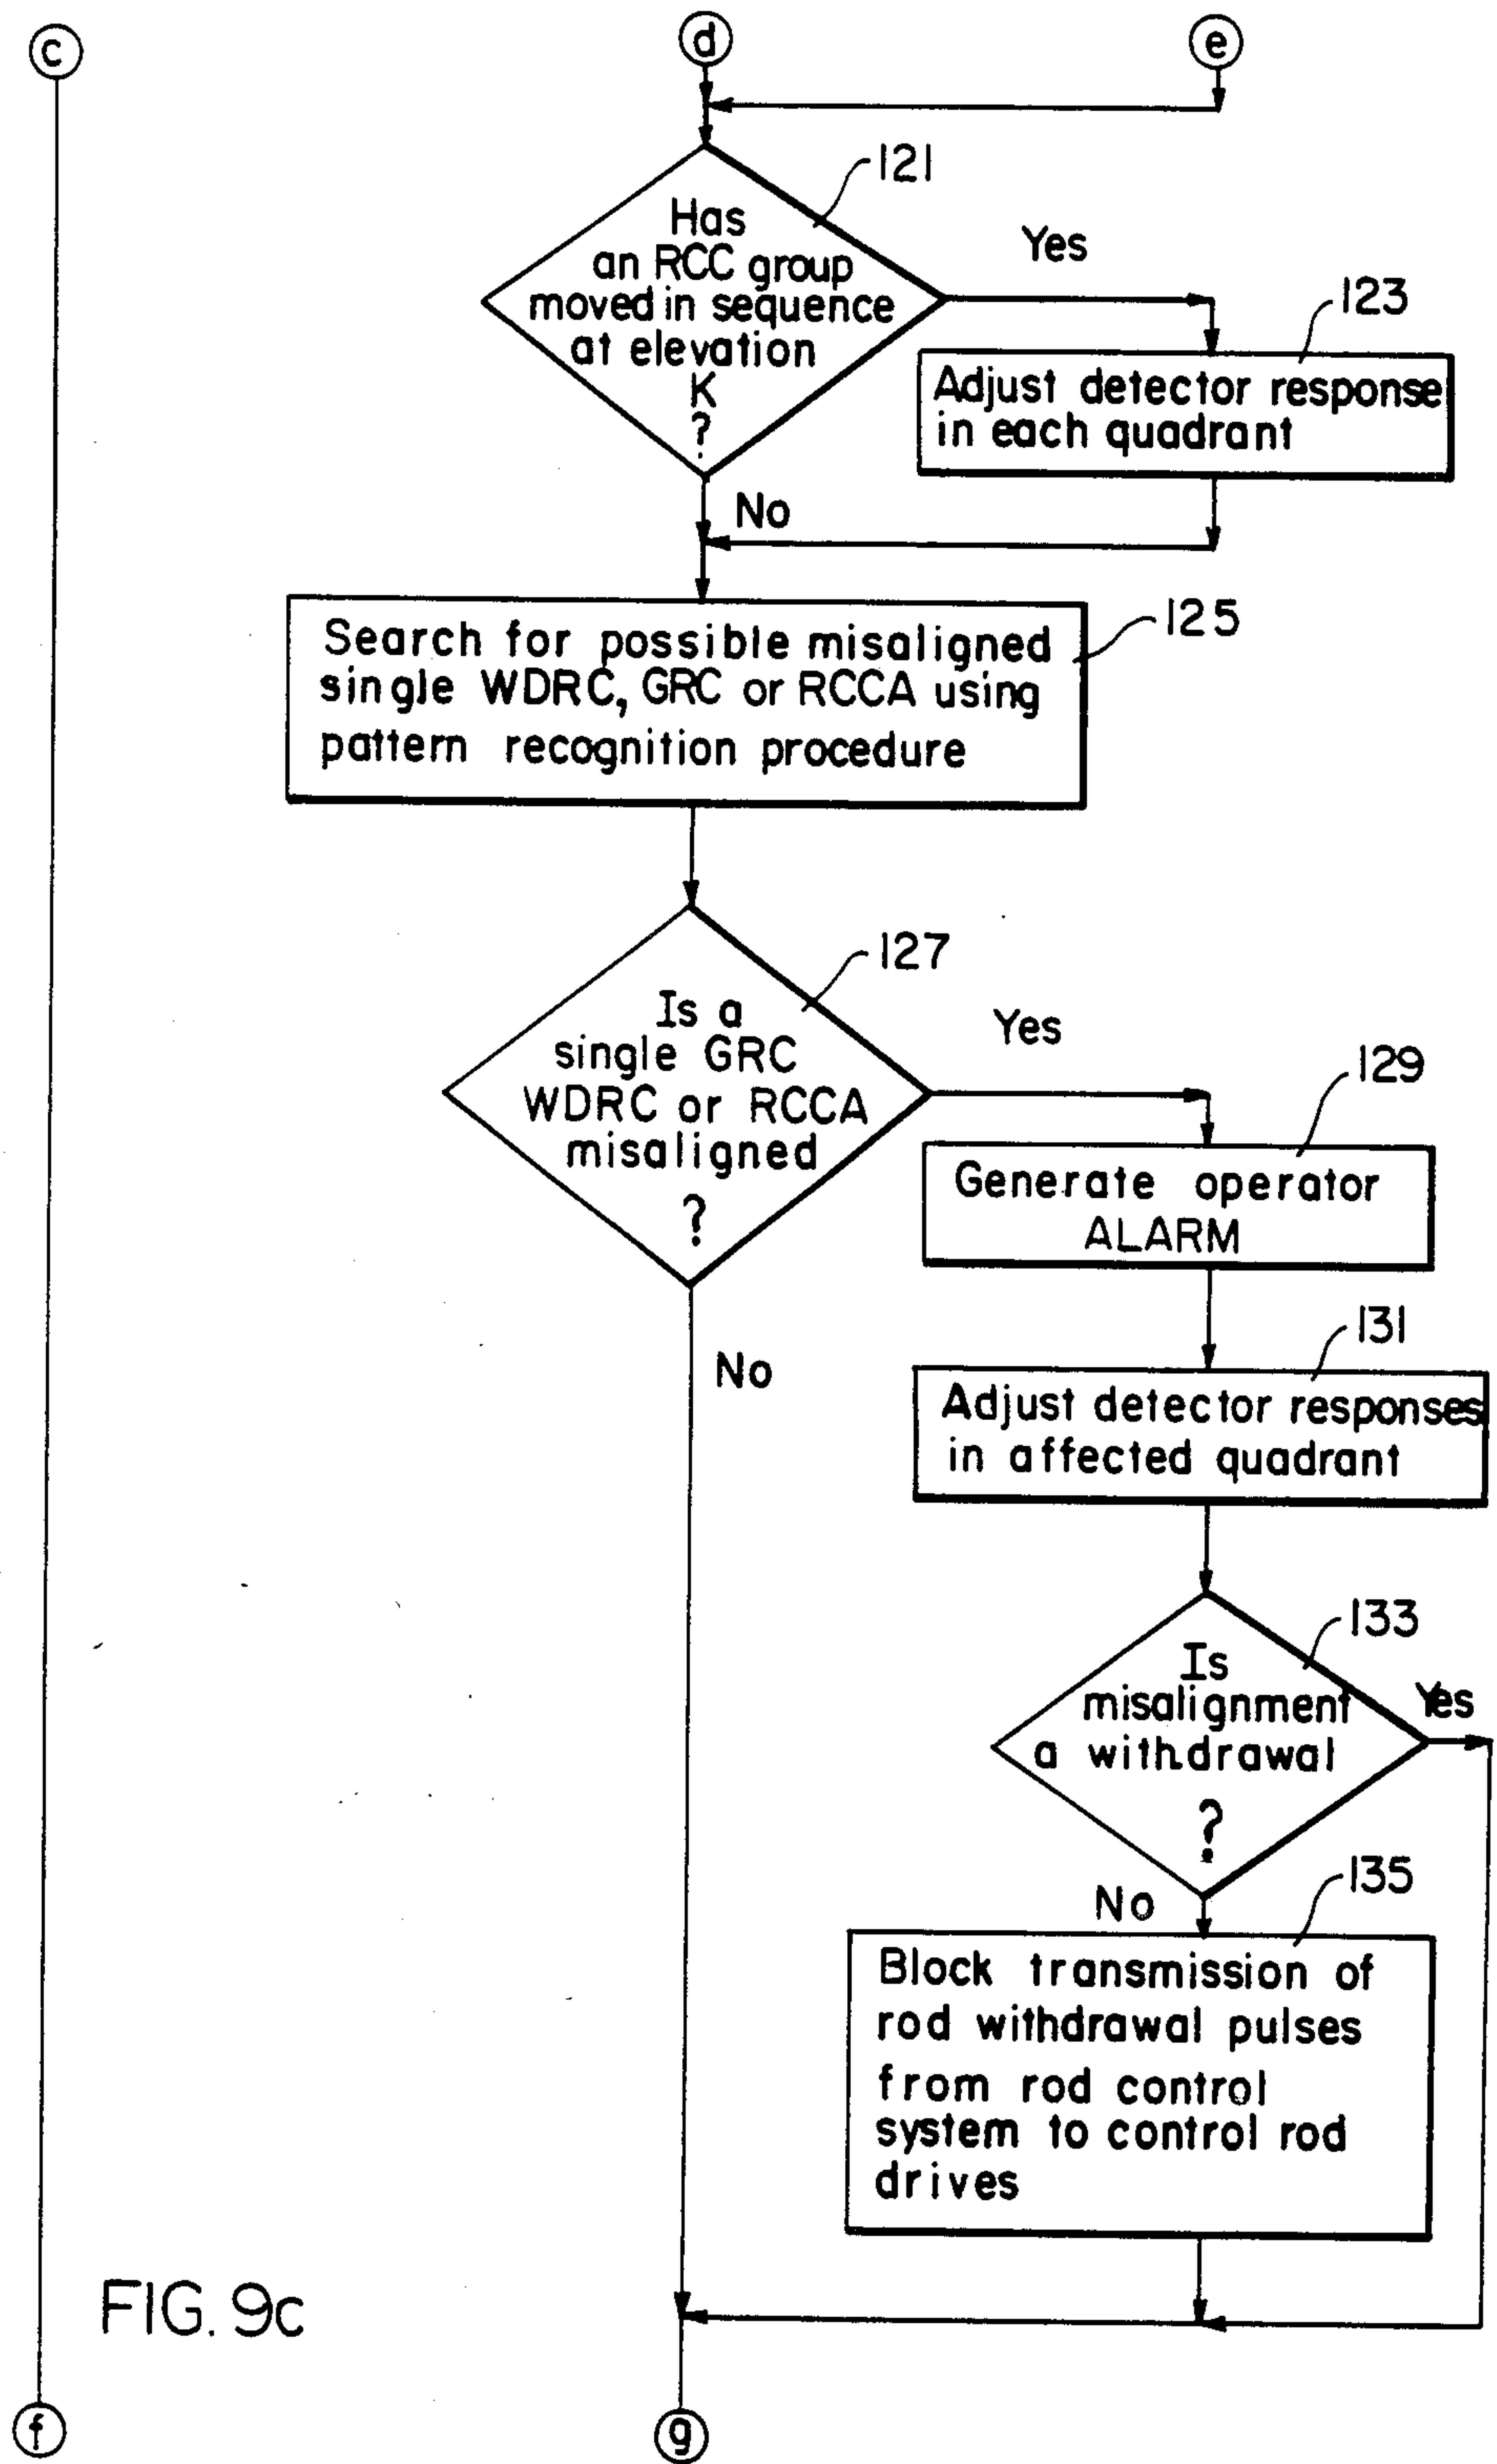 c
d
e
121
Has
an RCC group
moved in sequence
at elevation
K
?
Yes
123
Adjust detector response
in each quadrant
No
125
Search for possible misaligned
single WDRC, GRC or RCCA using
pattern recognition procedure
127
Is a
single GRC
WDRC or RCCA
misaligned
?
Yes
129
Generate operator
ALARM
No
131
Adjust detector responses
in affected quadrant
133
Is
misalignment
a withdrawal
?
Yes
No
135
Block transmission of
rod withdrawal pulses
from rod control
system to control rod
drives
FIG. 9c
f
g